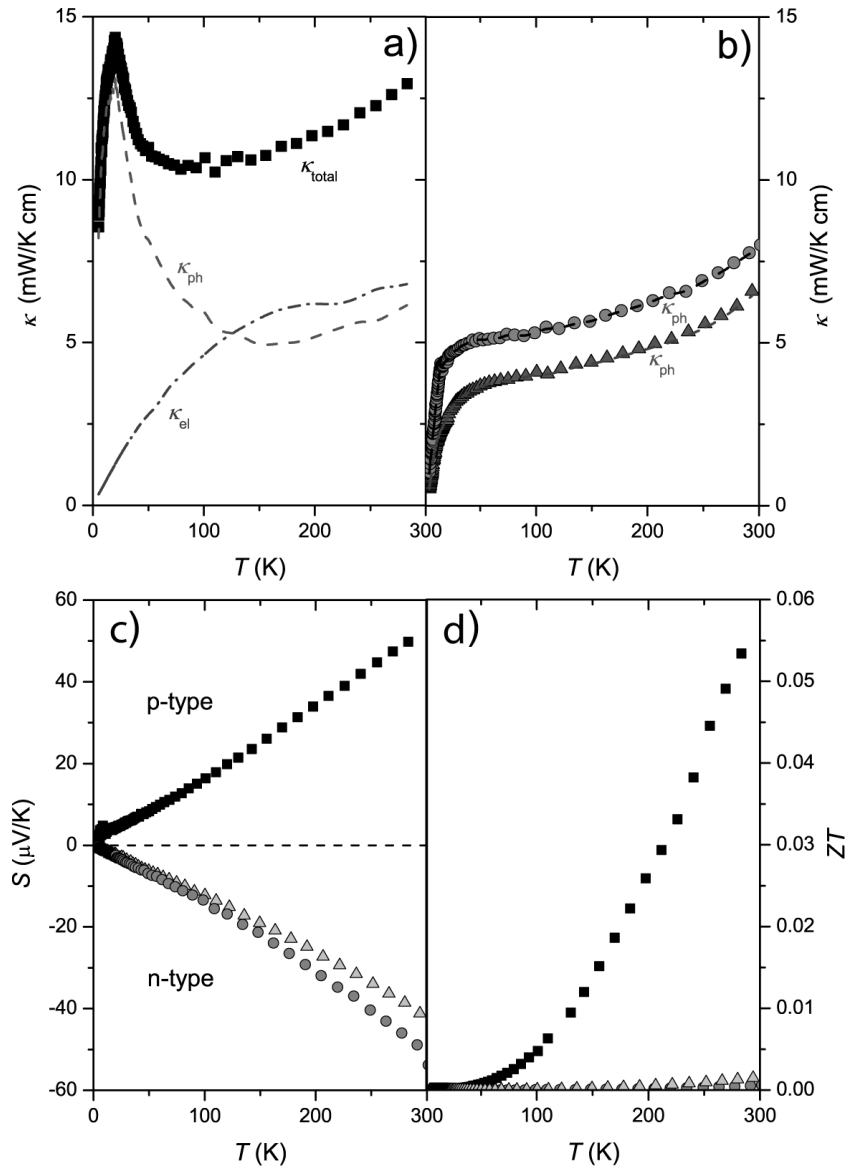 a)
b)
15
10
5
0
κ (mW/K cm)
κtotal
κph
κel
0
100
200
T (K)
κph
κph
15
10
5
0
κ (mW/K cm)
0
100
200
300
T (K)
c)
d)
60
40
20
0
-20
-40
-60
S (μV/K)
p-type
n-type
0
100
200
300
T (K)
0.06
0.05
0.04
0.03
0.02
0.01
0.00
ZT
100
200
300
T (K)